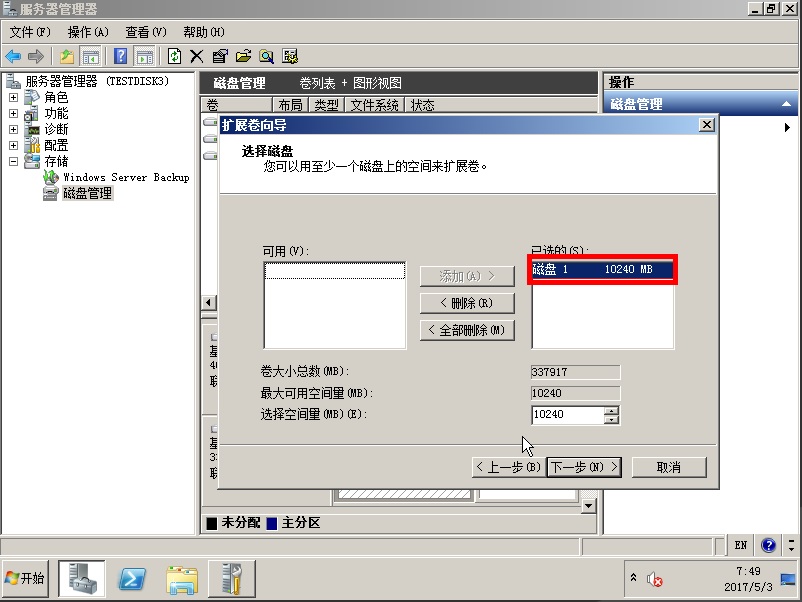 服务器管理器
文件(F) 操作(A) 查看(V) 帮助(H)
服务器管理器 (TESTDISK3)
角色
功能
诊断
配置
存储
Windows Server Backup
磁盘管理
磁盘管理 卷列表 + 图形视图
卷 布局 类型 文件系统 状态
操作
磁盘管理
扩展卷向导
选择磁盘
您可以用至少一个磁盘上的空间来扩展卷。
可用(V):
已选的(S):
磁盘 1 10240 MB
添加(A) >
< 删除(R)
< 全部删除(M)
卷大小总数(MB): 337917
最大可用空间量(MB): 10240
选择空间量(MB)(E): 10240
< 上一步(B) 下一步(N) > 取消
基
联
基
联
未分配 主分区
EN
开始
7:49
2017/5/3